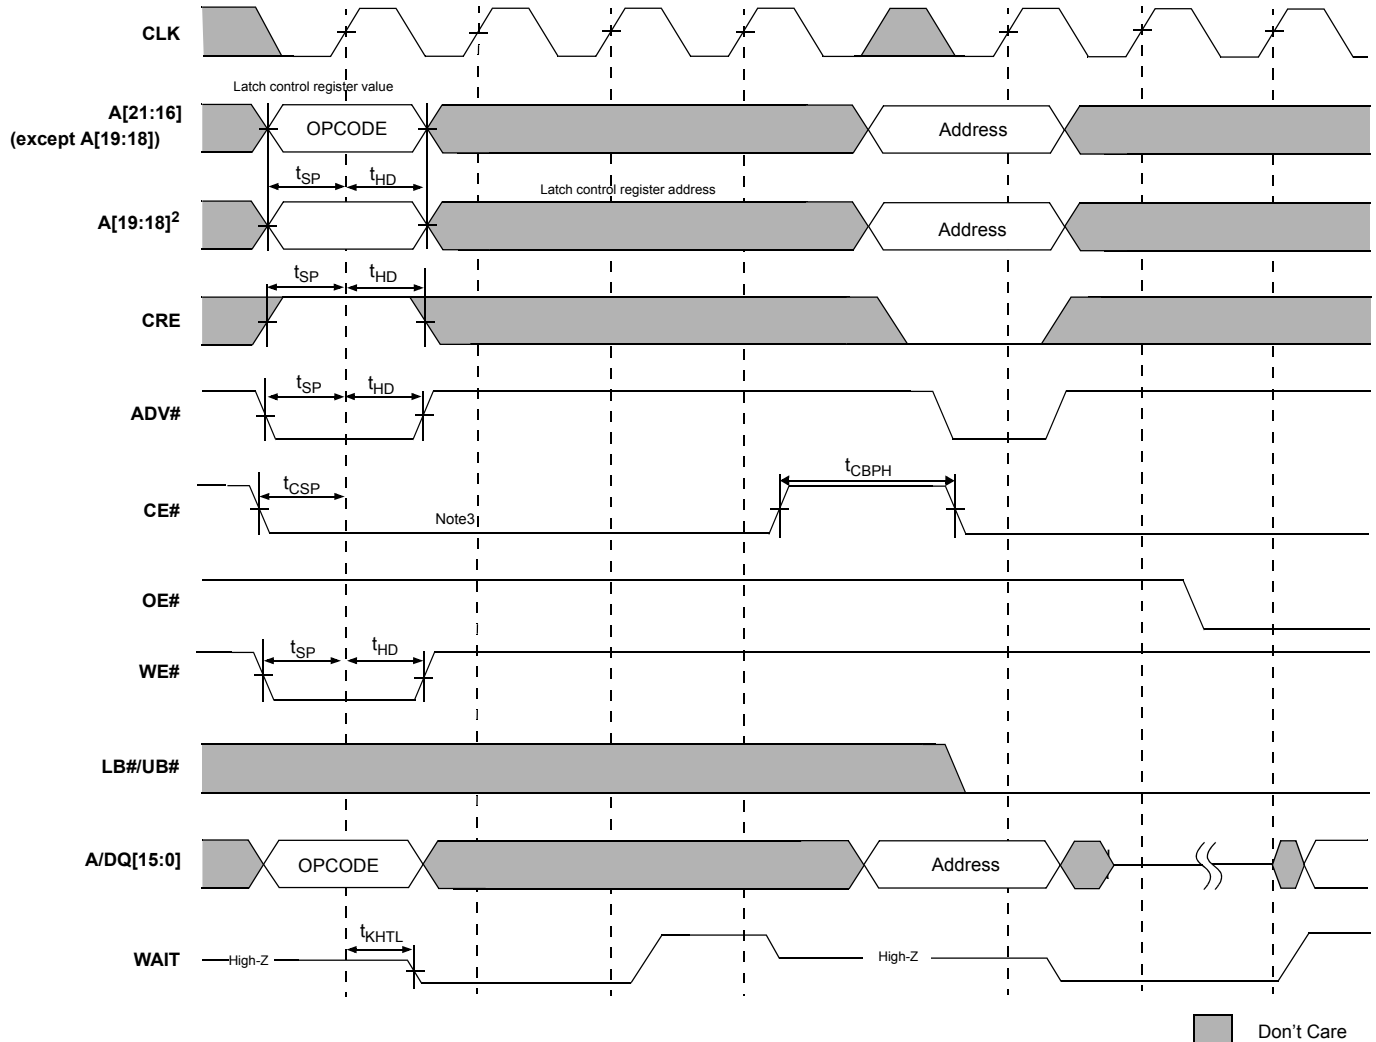 CLK
Latch control register value
A[21:16]
(except A[19:18])
OPCODE
Address
tSP
tHD
Latch control register address
A[19:18]2
Address
tSP
tHD
CRE
tSP
tHD
ADV#
tCSP
tCBPH
CE#
Note3
OE#
tSP
tHD
WE#
LB#/UB#
A/DQ[15:0]
OPCODE
Address
tKHTL
WAIT
High-Z
High-Z
Don't Care